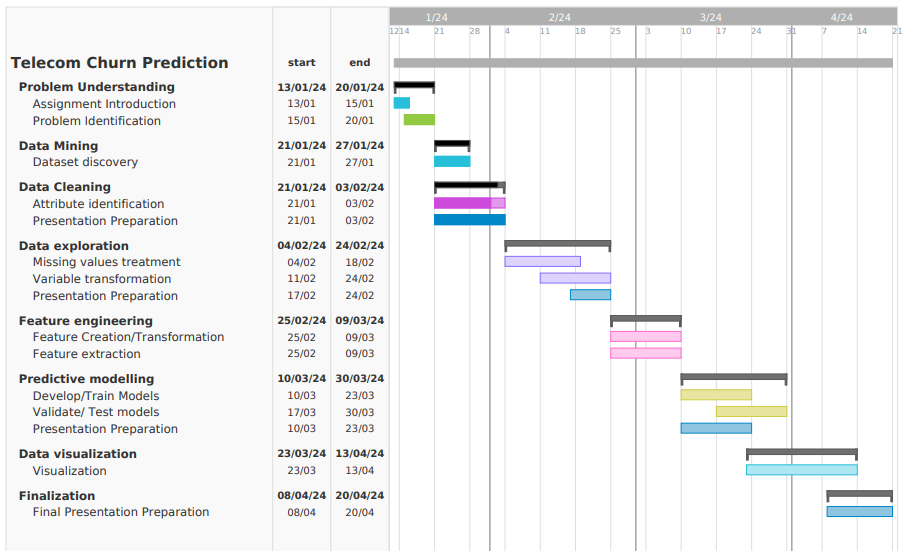 1/24 2/24 3/24 4/24
12 14 21 28 4 11 18 25 3 10 17 24 31 7 14 21
Telecom Churn Prediction start end
Problem Understanding 13/01/24 20/01/24
Assignment Introduction 13/01 15/01
Problem Identification 15/01 20/01
Data Mining 21/01/24 27/01/24
Dataset discovery 21/01 27/01
Data Cleaning 21/01/24 03/02/24
Attribute identification 21/01 03/02
Presentation Preparation 21/01 03/02
Data exploration 04/02/24 24/02/24
Missing values treatment 04/02 18/02
Variable transformation 11/02 24/02
Presentation Preparation 17/02 24/02
Feature engineering 25/02/24 09/03/24
Feature Creation/Transformation 25/02 09/03
Feature extraction 25/02 09/03
Predictive modelling 10/03/24 30/03/24
Develop/Train Models 10/03 23/03
Validate/ Test models 17/03 30/03
Presentation Preparation 10/03 23/03
Data visualization 23/03/24 13/04/24
Visualization 23/03 13/04
Finalization 08/04/24 20/04/24
Final Presentation Preparation 08/04 20/04